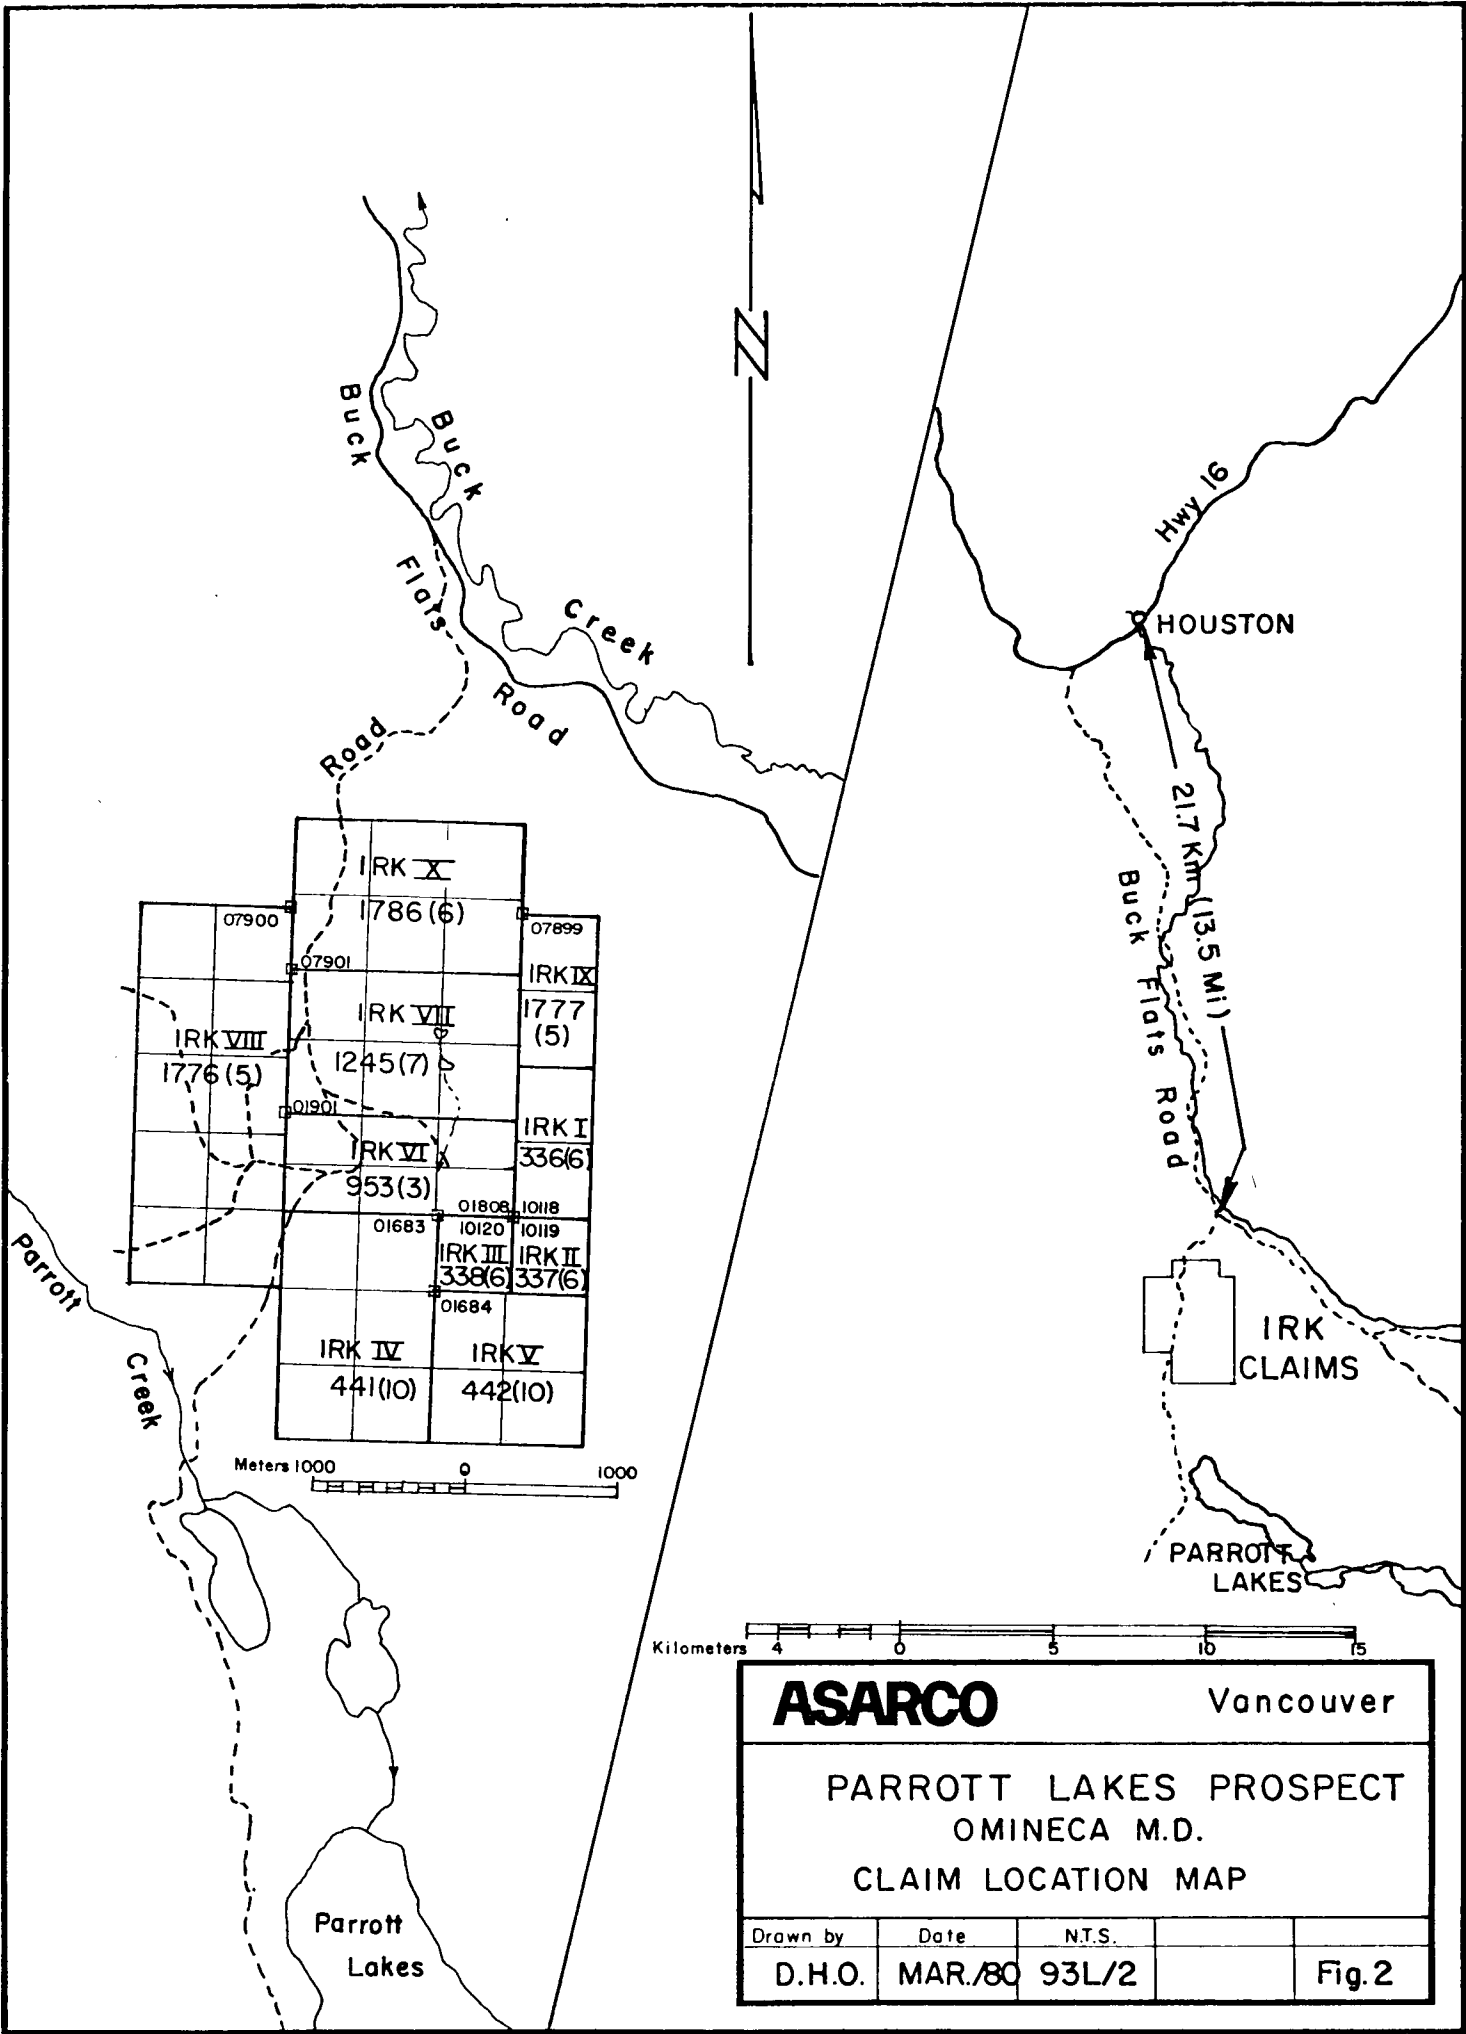 N
Buck
Flats
Road
Buck
Creek
Road
IRK X
1786(6)
07900
07899
07901
IRK IX
1777
(5)
IRK VII
1245(7)
IRK VIII
1776(5)
01901
IRK I
336(6)
IRK VI
953(3)
01808
10118
01683
10120
10119
IRK III
338(6)
IRK II
337(6)
01684
IRK IV
441(10)
IRK V
442(10)
Parrott
Creek
Meters 1000 0 1000
Parrott
Lakes
Hwy 16
HOUSTON
21.7 Km (13.5 Mi)
Buck Flats Road
IRK
CLAIMS
PARROTT
LAKES
Kilometers 4 0 5 10 15
ASARCO Vancouver
PARROTT LAKES PROSPECT
OMINECA M.D.
CLAIM LOCATION MAP
Drawn by Date N.T.S.
D.H.O. MAR./80 93L/2 Fig.2